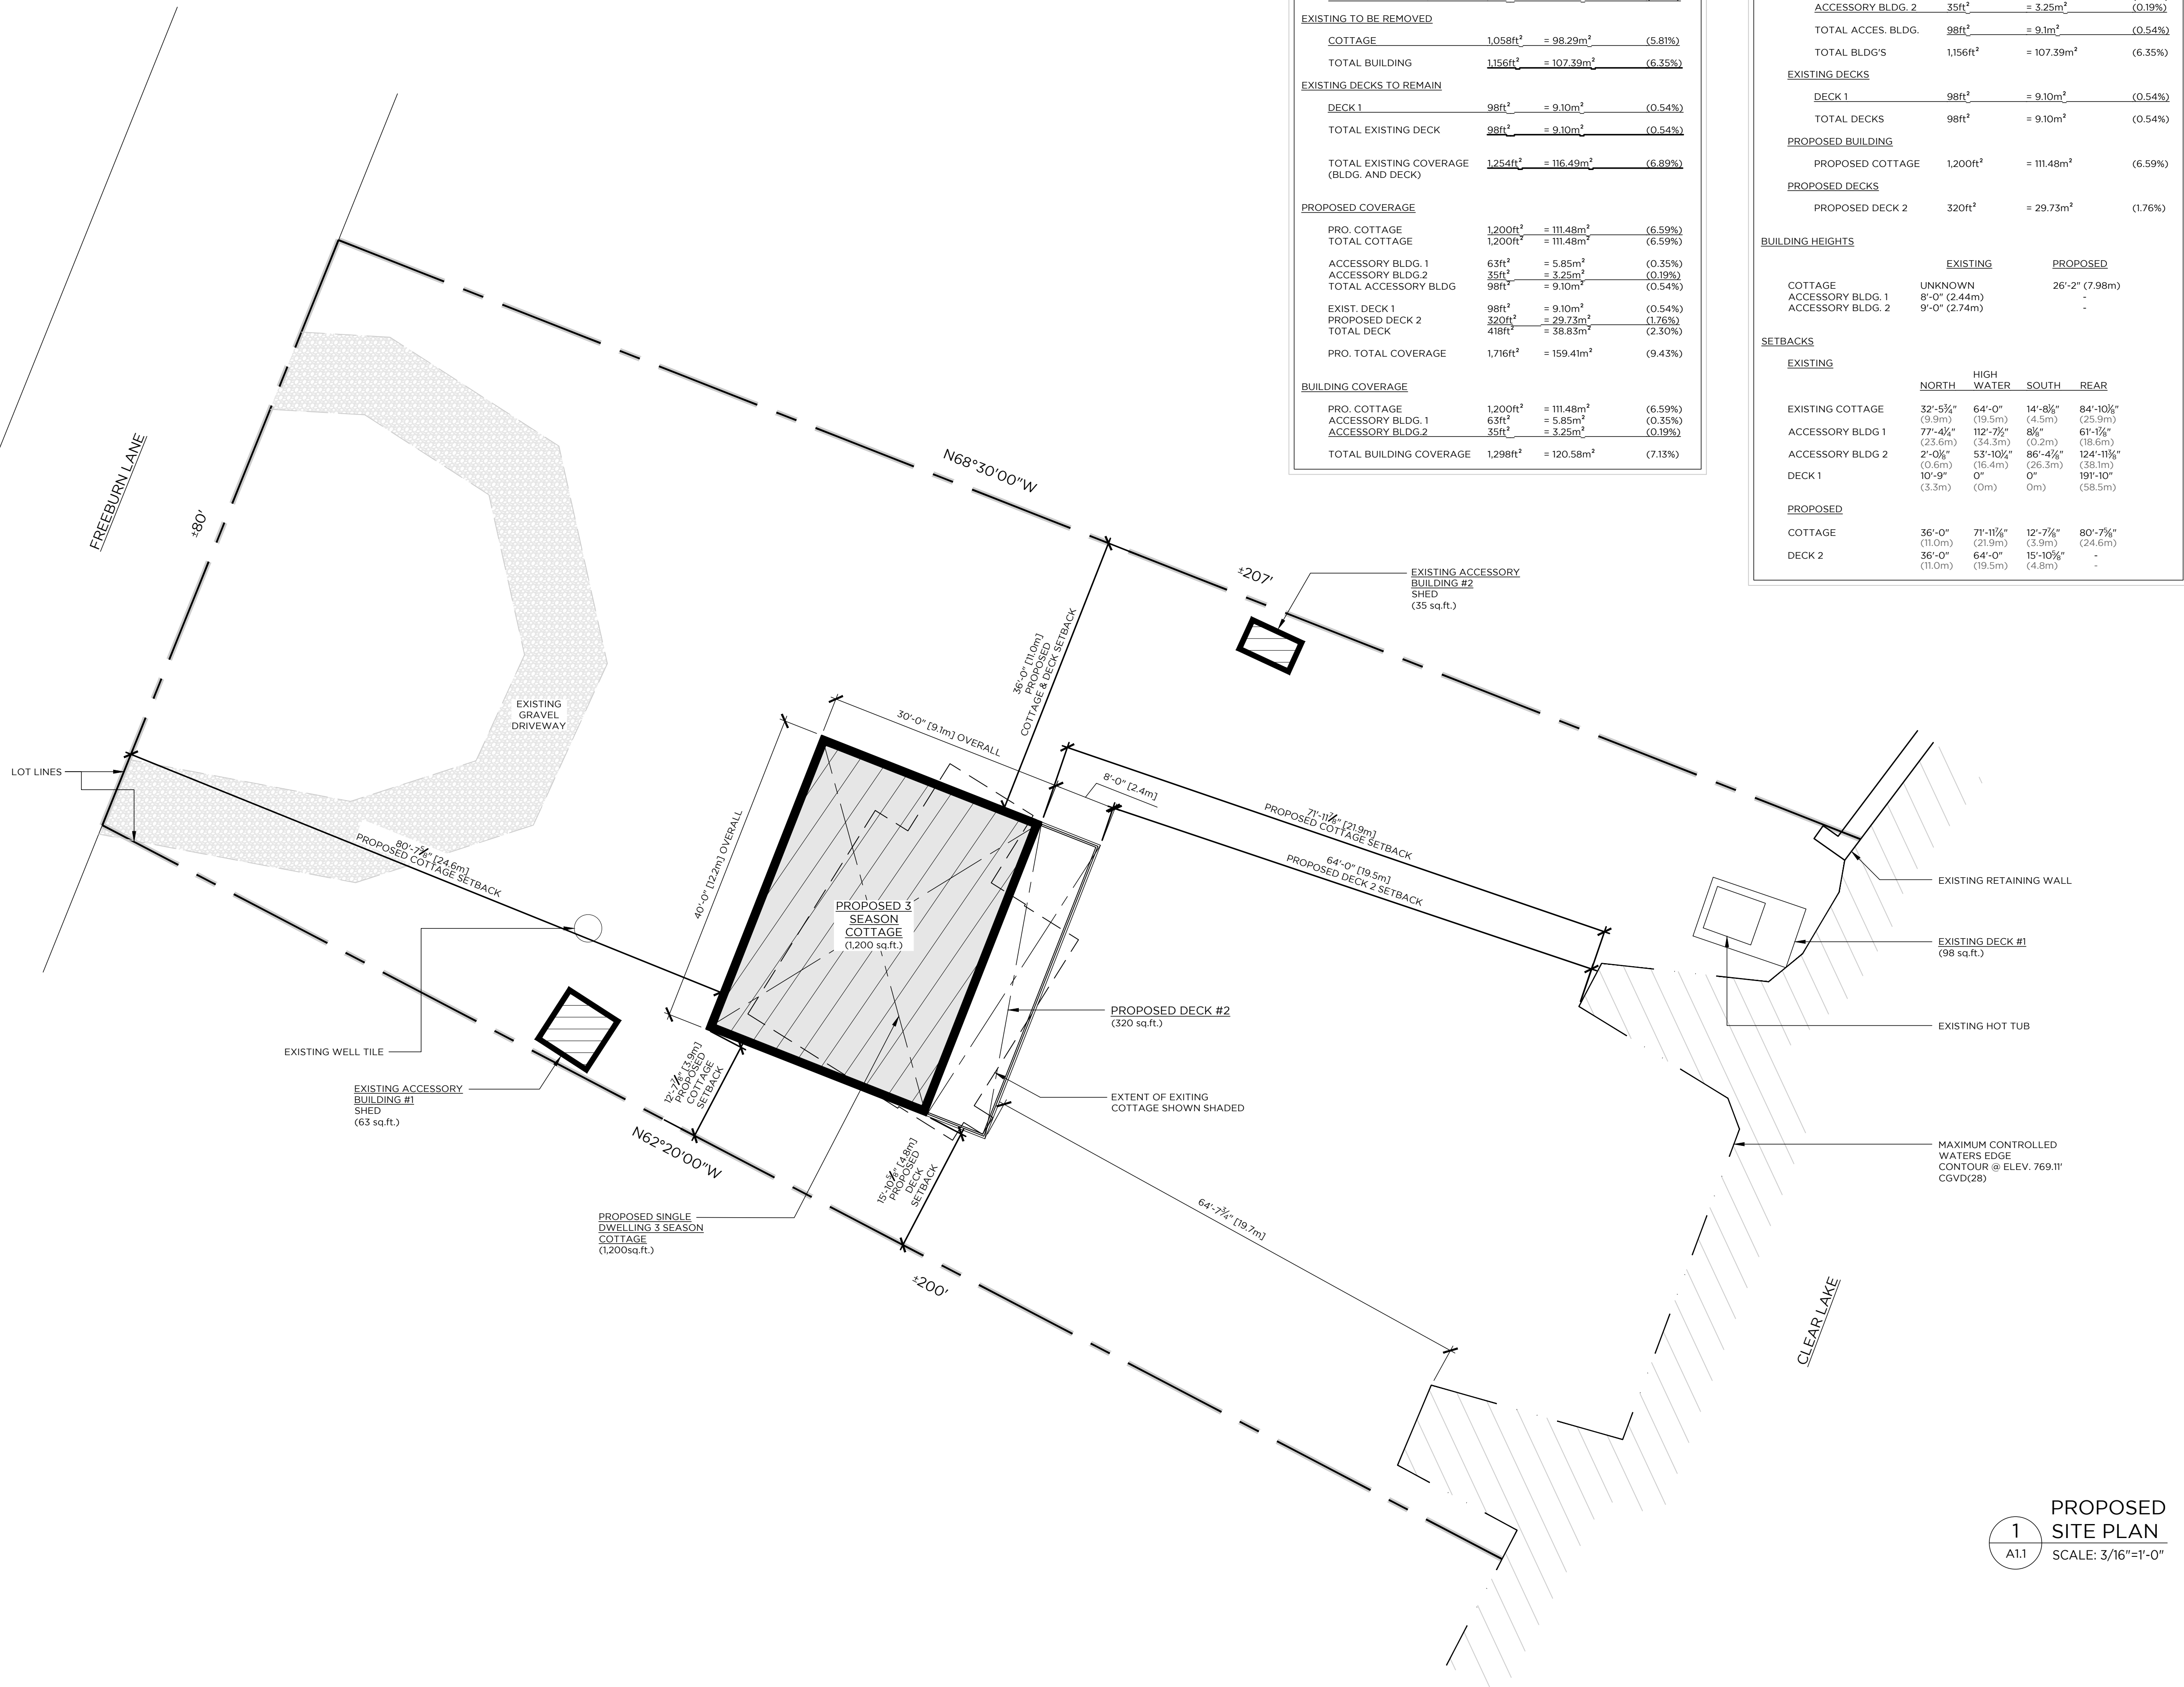 EXISTING TO BE REMOVED
COTTAGE 1,058ft² = 98.29m² (5.81%)
TOTAL BUILDING 1,156ft² = 107.39m² (6.35%)
EXISTING DECKS TO REMAIN
DECK 1 98ft² = 9.10m² (0.54%)
TOTAL EXISTING DECK 98ft² = 9.10m² (0.54%)
TOTAL EXISTING COVERAGE 1,254ft² = 116.49m² (6.89%)
(BLDG. AND DECK)
PROPOSED COVERAGE
PRO. COTTAGE 1,200ft² = 111.48m² (6.59%)
TOTAL COTTAGE 1,200ft² = 111.48m² (6.59%)
ACCESSORY BLDG. 1 63ft² = 5.85m² (0.35%)
ACCESSORY BLDG.2 35ft² = 3.25m² (0.19%)
TOTAL ACCESSORY BLDG 98ft² = 9.10m² (0.54%)
EXIST. DECK 1 98ft² = 9.10m² (0.54%)
PROPOSED DECK 2 320ft² = 29.73m² (1.76%)
T0TAL DECK 418ft² = 38.83m² (2.30%)
PRO. TOTAL COVERAGE 1,716ft² = 159.41m² (9.43%)
BUILDING COVERAGE
PRO. COTTAGE 1,200ft² = 111.48m² (6.59%)
ACCESSORY BLDG. 1 63ft² = 5.85m² (0.35%)
ACCESSORY BLDG.2 35ft² = 3.25m² (0.19%)
TOTAL BUILDING COVERAGE 1,298ft² = 120.58m² (7.13%)
ACCESSORY BLDG. 2 35ft² = 3.25m² (0.19%)
TOTAL ACCES. BLDG. 98ft² = 9.1m² (0.54%)
TOTAL BLDG'S 1,156ft² = 107.39m² (6.35%)
EXISTING DECKS
DECK 1 98ft² = 9.10m² (0.54%)
TOTAL DECKS 98ft² = 9.10m² (0.54%)
PROPOSED BUILDING
PROPOSED COTTAGE 1,200ft² = 111.48m² (6.59%)
PROPOSED DECKS
PROPOSED DECK 2 320ft² = 29.73m² (1.76%)
BUILDING HEIGHTS
EXISTING PROPOSED
COTTAGE UNKNOWN 26'-2" (7.98m)
ACCESSORY BLDG. 1 8'-0" (2.44m) -
ACCESSORY BLDG. 2 9'-0" (2.74m) -
SETBACKS
EXISTING
HIGH
NORTH WATER SOUTH REAR
EXISTING COTTAGE 32'-5¾" 64'-0" 14'-8⅛" 84'-10⅛"
(9.9m) (19.5m) (4.5m) (25.9m)
ACCESSORY BLDG 1 77'-4¼" 112'-7½" 8⅛" 61'-1⅞"
(23.6m) (34.3m) (0.2m) (18.6m)
ACCESSORY BLDG 2 2'-0⅛" 53'-10¼" 86'-4⅞" 124'-11⅜"
(0.6m) (16.4m) (26.3m) (38.1m)
DECK 1 10'-9" 0" 0" 191'-10"
(3.3m) (0m) 0m) (58.5m)
PROPOSED
COTTAGE 36'-0" 71'-11⅞" 12'-7⅞" 80'-7⅝"
(11.0m) (21.9m) (3.9m) (24.6m)
DECK 2 36'-0" 64'-0" 15'-10⅝" -
(11.0m) (19.5m) (4.8m) -
FREEBURN LANE
±80'
N68°30'00"W
±207'
EXISTING ACCESSORY
BUILDING #2
SHED
(35 sq.ft.)
36'-0" [11.0m]
PROPOSED
COTTAGE & DECK SETBACK
EXISTING
GRAVEL
DRIVEWAY
30'-0" [9.1m] OVERALL
8'-0" [2.4m]
LOT LINES
71'-11⅞" [21.9m]
PROPOSED COTTAGE SETBACK
64'-0" [19.5m]
PROPOSED DECK 2 SETBACK
80'-7⅝" [24.6m]
PROPOSED COTTAGE SETBACK
40'-0" [12.2m] OVERALL
PROPOSED 3
SEASON
COTTAGE
(1,200 sq.ft.)
EXISTING RETAINING WALL
EXISTING DECK #1
(98 sq.ft.)
EXISTING HOT TUB
PROPOSED DECK #2
(320 sq.ft.)
EXISTING WELL TILE
EXISTING ACCESSORY
BUILDING #1
SHED
(63 sq.ft.)
12'-7⅞" [3.9m]
PROPOSED
COTTAGE
SETBACK
EXTENT OF EXITING
COTTAGE SHOWN SHADED
N62°20'00"W
15'-10⅝" [4.8m]
PROPOSED
DECK
SETBACK
MAXIMUM CONTROLLED
WATERS EDGE
CONTOUR @ ELEV. 769.11'
CGVD(28)
PROPOSED SINGLE
DWELLING 3 SEASON
COTTAGE
(1,200sq.ft.)
64'-7¾" [19.7m]
±200'
CLEAR LAKE
1
A1.1
PROPOSED
SITE PLAN
SCALE: 3/16"=1'-0"